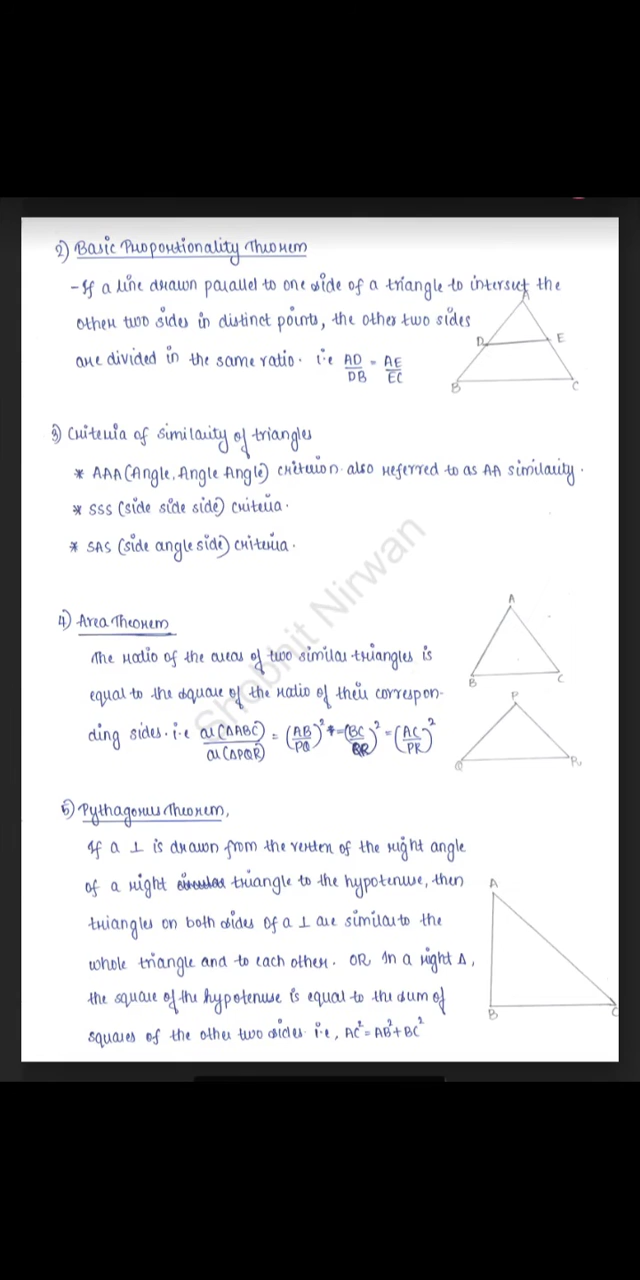 2) Basic Proportionality Theorem
- If a line drawn parallel to one side of a triangle to intersect the
other two sides in distinct points, the other two sides
are divided in the same ratio. i.e AD/DB = AE/EC
A
D
E
B
C
3) Criteria of similarity of triangles
* AAA (Angle, Angle Angle) criterion also referred to as AA similarity.
* SSS (side side side) criteria.
* SAS (side angle side) criteria.
4) Area Theorem
The ratio of the areas of two similar triangles is
equal to the square of the ratio of their correspon-
ding sides. i.e ar(ΔABC)/ar(ΔPQR) = (AB/PQ)² = (BC/QR)² = (AC/PR)²
A
B
C
P
Q
R
5) Pythagorus Theorem,
If a ⊥ is drawn from the vertex of the right angle
of a right circular triangle to the hypotenuse, then
triangles on both sides of a ⊥ are similar to the
whole triangle and to each other. OR In a right Δ,
the square of the hypotenuse is equal to the sum of
squares of the other two sides i.e, AC² = AB² + BC²
A
B
C
Shobhit Nirwan